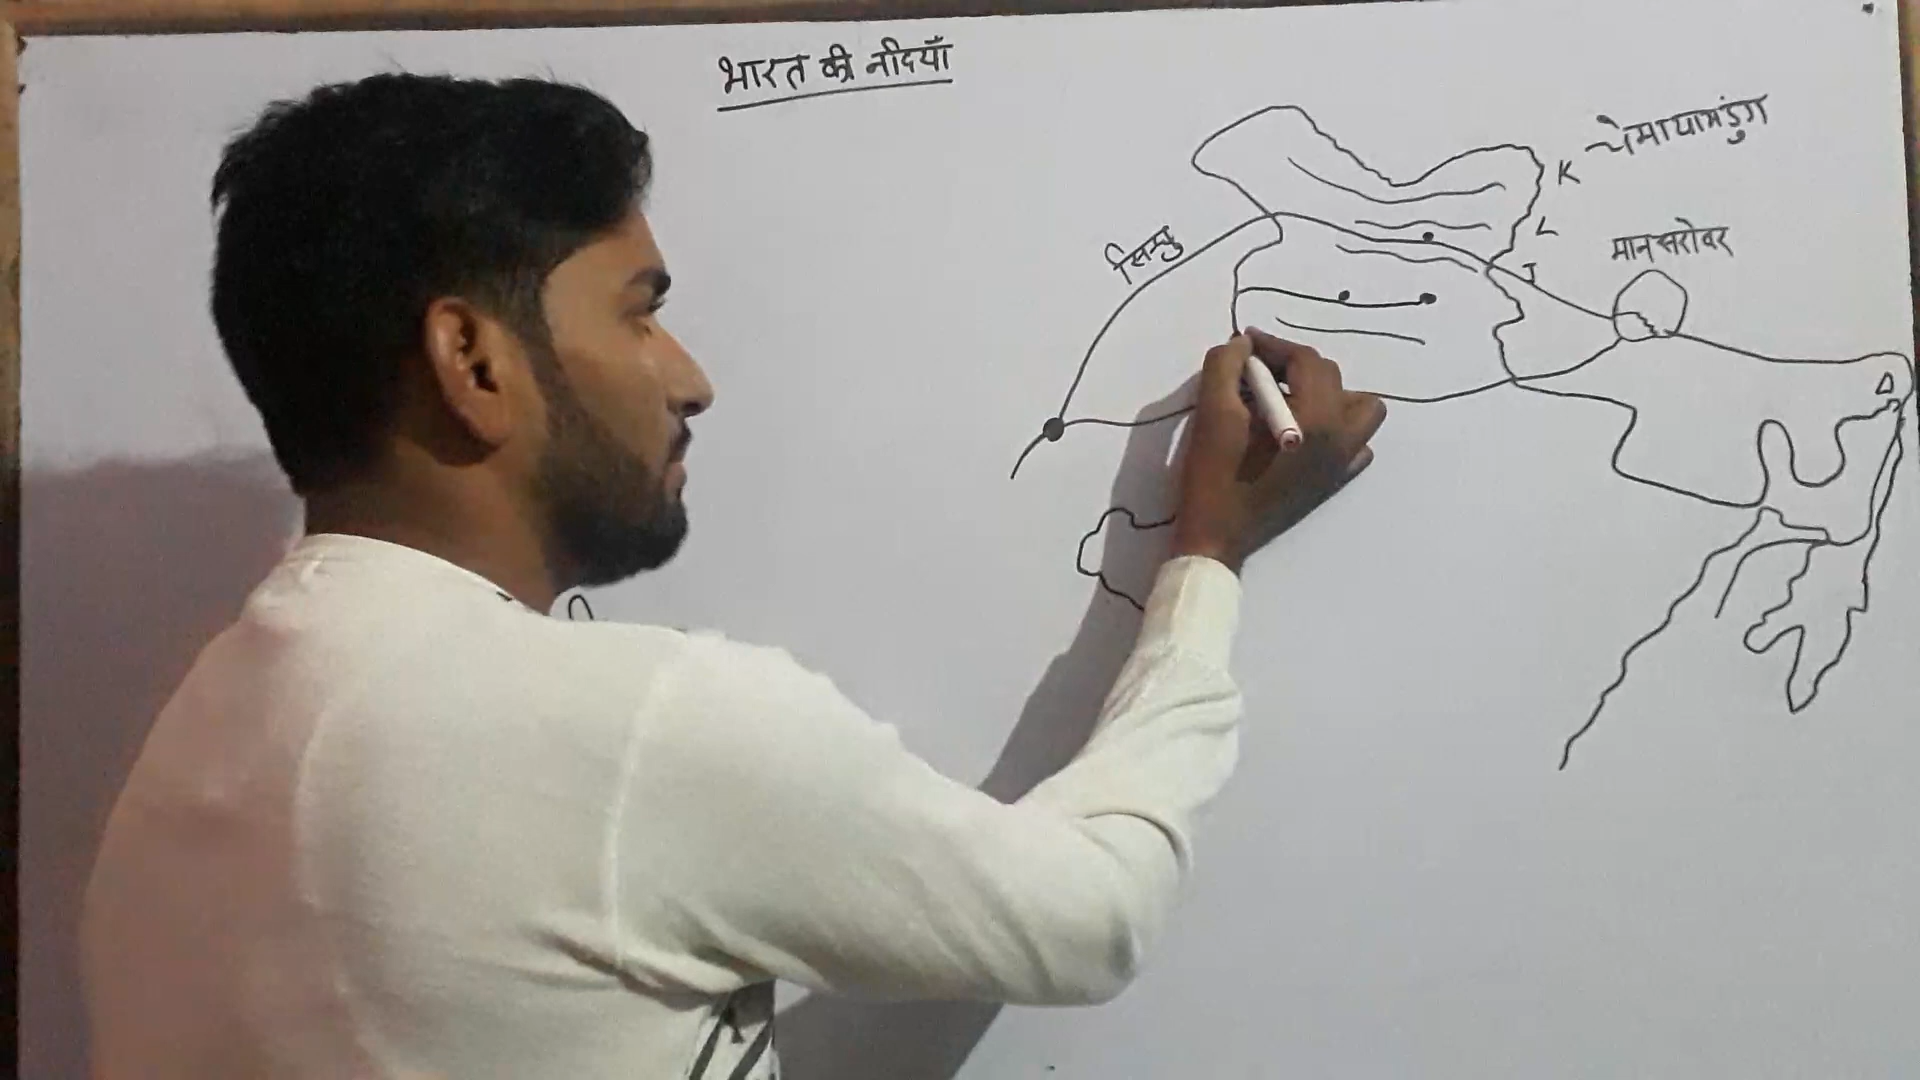 भारत की नदियाँ
चेमायामडुंग
K
मानसरोवर
L
सिन्धु
J